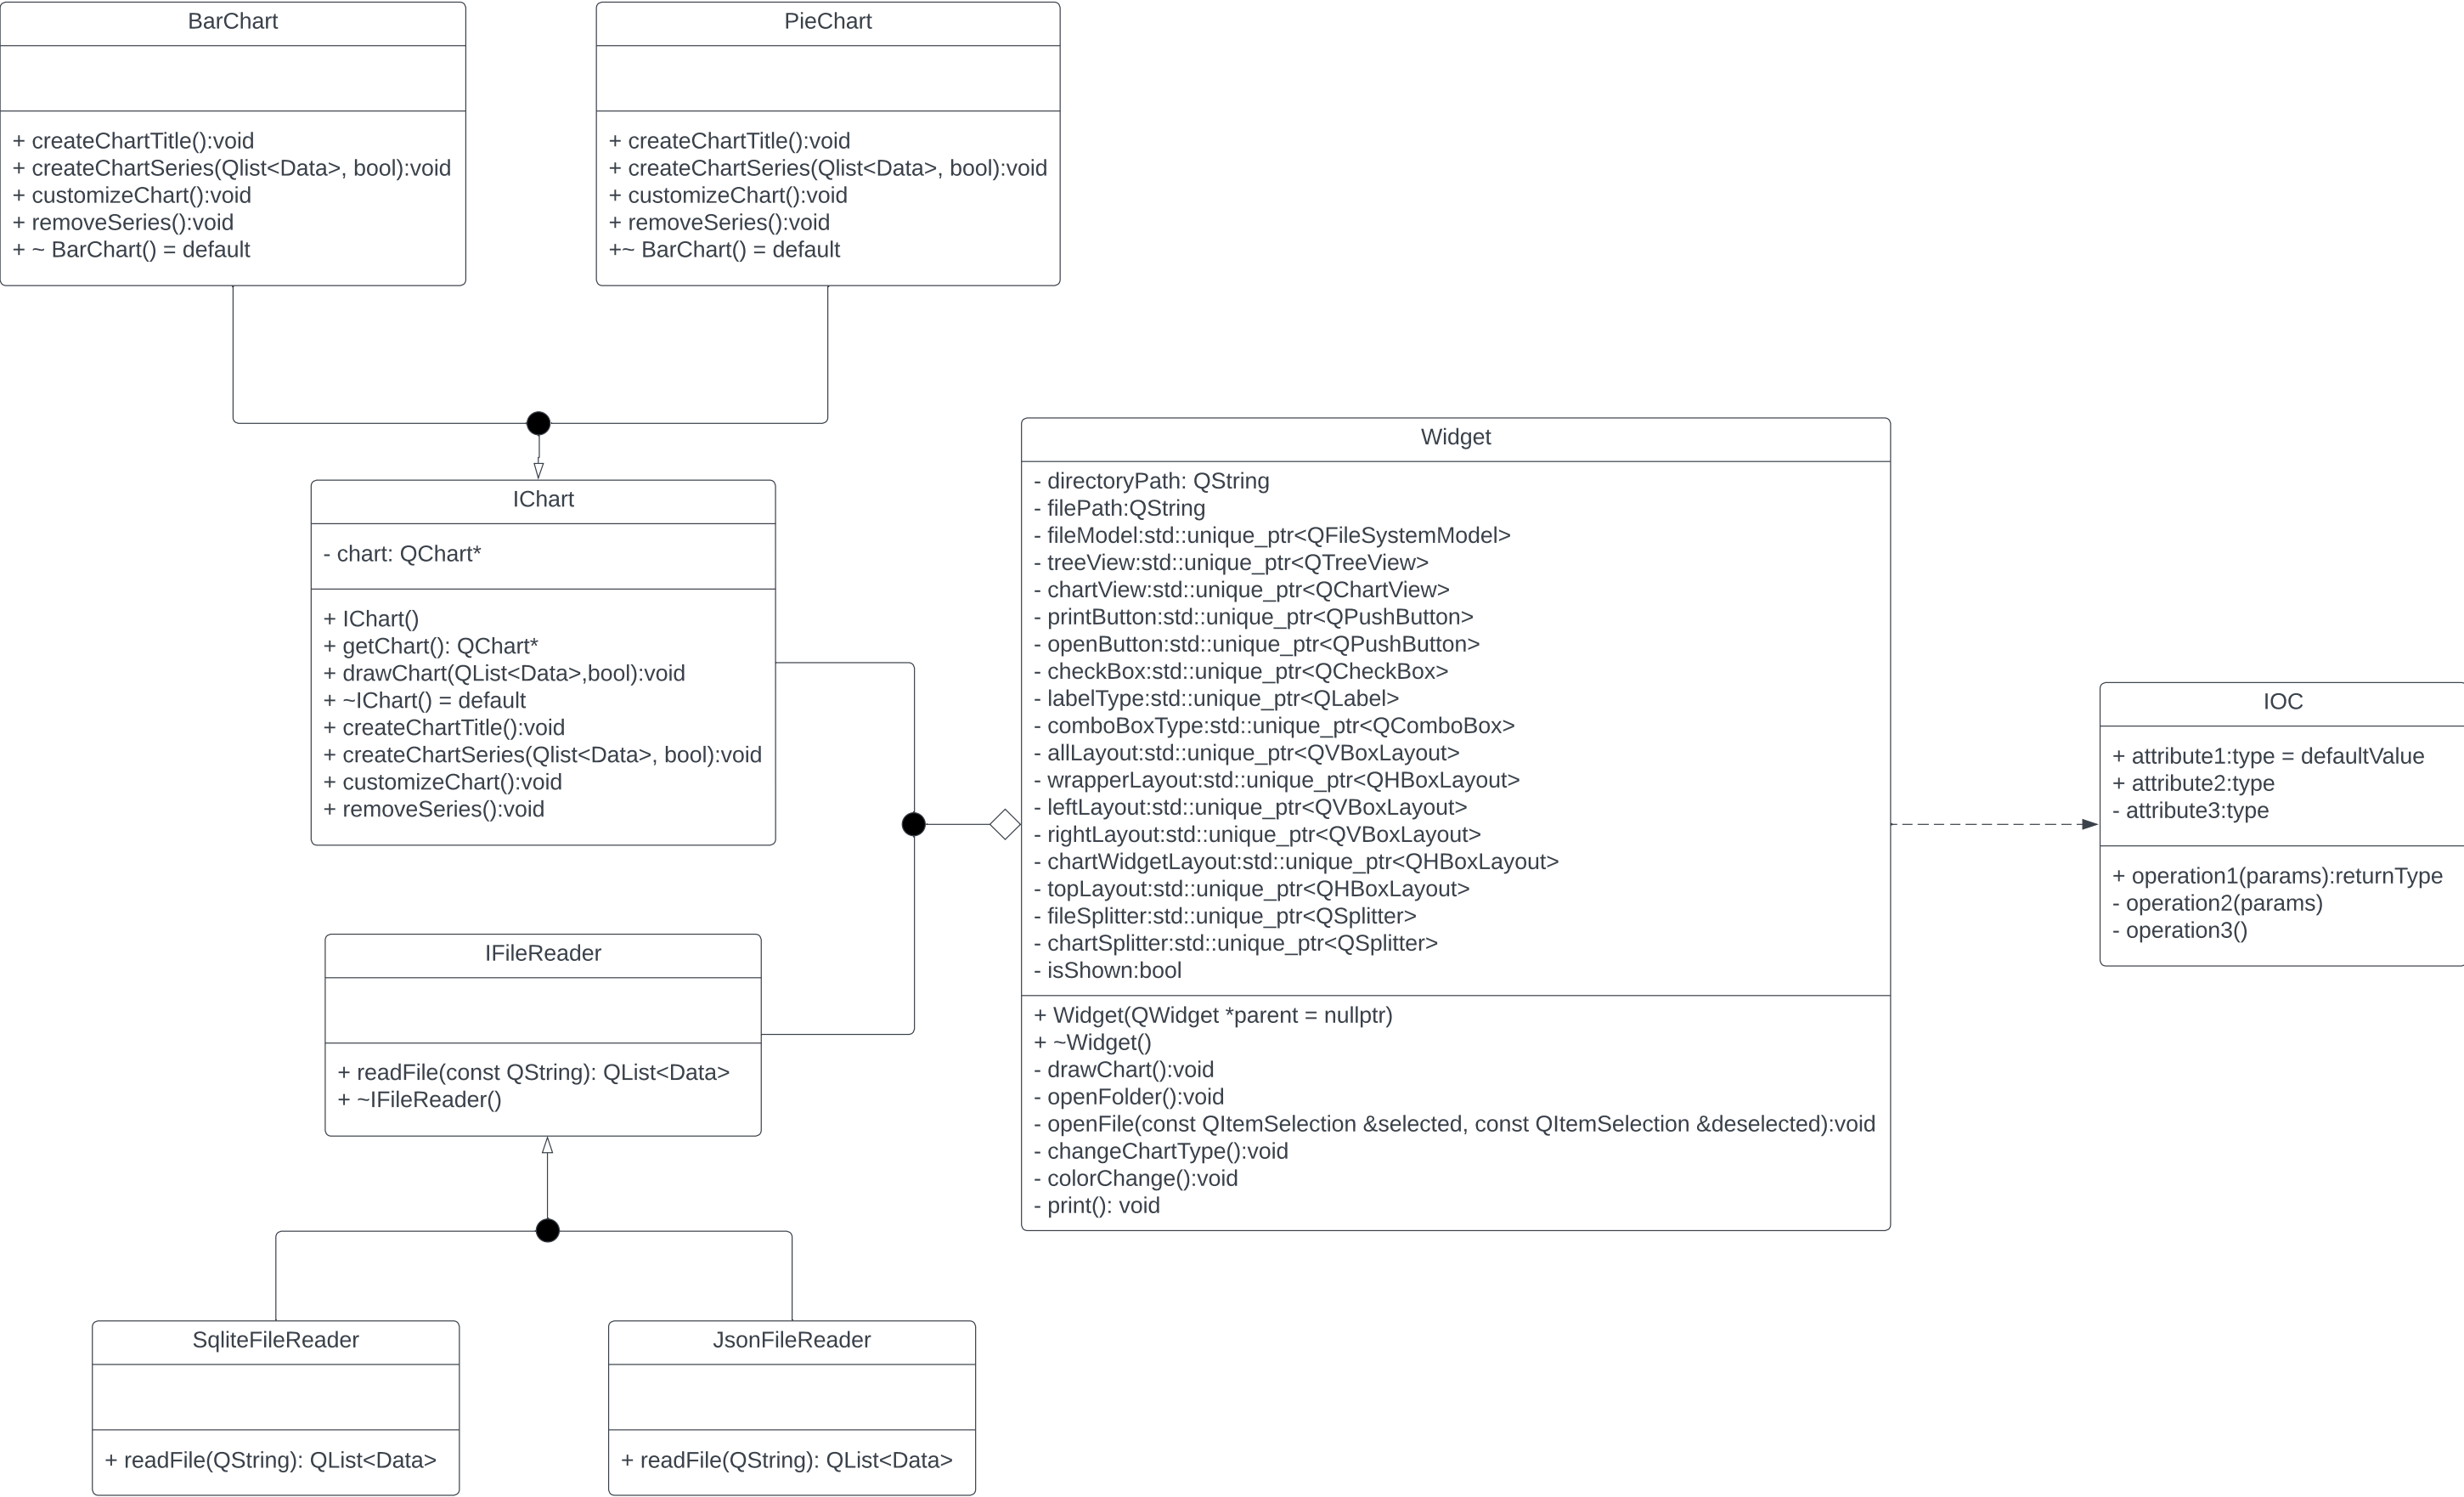 BarChart
+ createChartTitle():void
+ createChartSeries(Qlist<Data>, bool):void
+ customizeChart():void
+ removeSeries():void
+ ~ BarChart() = default
PieChart
+ createChartTitle():void
+ createChartSeries(Qlist<Data>, bool):void
+ customizeChart():void
+ removeSeries():void
+~ BarChart() = default
IChart
- chart: QChart*
+ IChart()
+ getChart(): QChart*
+ drawChart(QList<Data>,bool):void
+ ~IChart() = default
+ createChartTitle():void
+ createChartSeries(Qlist<Data>, bool):void
+ customizeChart():void
+ removeSeries():void
Widget
- directoryPath: QString
- filePath:QString
- fileModel:std::unique_ptr<QFileSystemModel>
- treeView:std::unique_ptr<QTreeView>
- chartView:std::unique_ptr<QChartView>
- printButton:std::unique_ptr<QPushButton>
- openButton:std::unique_ptr<QPushButton>
- checkBox:std::unique_ptr<QCheckBox>
- labelType:std::unique_ptr<QLabel>
- comboBoxType:std::unique_ptr<QComboBox>
- allLayout:std::unique_ptr<QVBoxLayout>
- wrapperLayout:std::unique_ptr<QHBoxLayout>
- leftLayout:std::unique_ptr<QVBoxLayout>
- rightLayout:std::unique_ptr<QVBoxLayout>
- chartWidgetLayout:std::unique_ptr<QHBoxLayout>
- topLayout:std::unique_ptr<QHBoxLayout>
- fileSplitter:std::unique_ptr<QSplitter>
- chartSplitter:std::unique_ptr<QSplitter>
- isShown:bool
+ Widget(QWidget *parent = nullptr)
+ ~Widget()
- drawChart():void
- openFolder():void
- openFile(const QItemSelection &selected, const QItemSelection &deselected):void
- changeChartType():void
- colorChange():void
- print(): void
IOC
+ attribute1:type = defaultValue
+ attribute2:type
- attribute3:type
+ operation1(params):returnType
- operation2(params)
- operation3()
IFileReader
+ readFile(const QString): QList<Data>
+ ~IFileReader()
SqliteFileReader
+ readFile(QString): QList<Data>
JsonFileReader
+ readFile(QString): QList<Data>